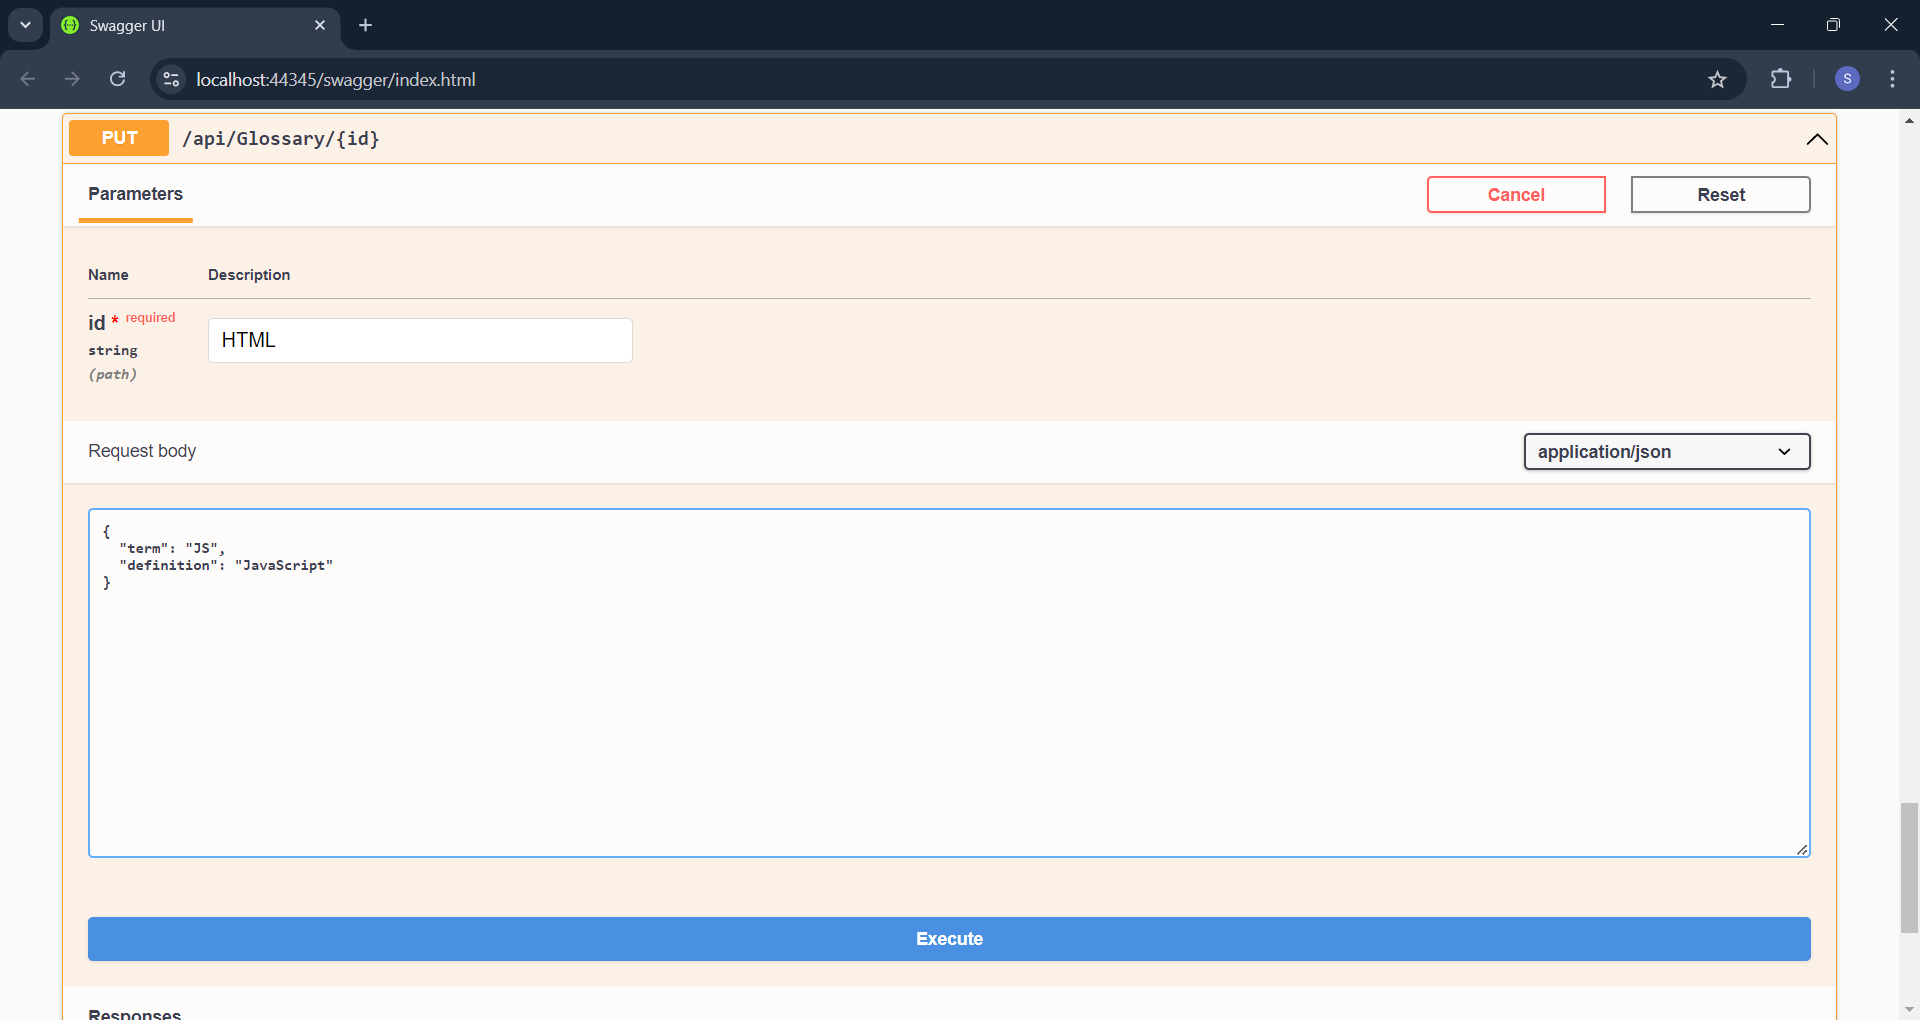 Swagger UI
localhost:44345/swagger/index.html
S
PUT /api/Glossary/{id}
Parameters
Cancel
Reset
Name Description
id * required
string
(path)
HTML
Request body
application/json
{
  "term": "JS",
  "definition": "JavaScript"
}
Execute
Responses